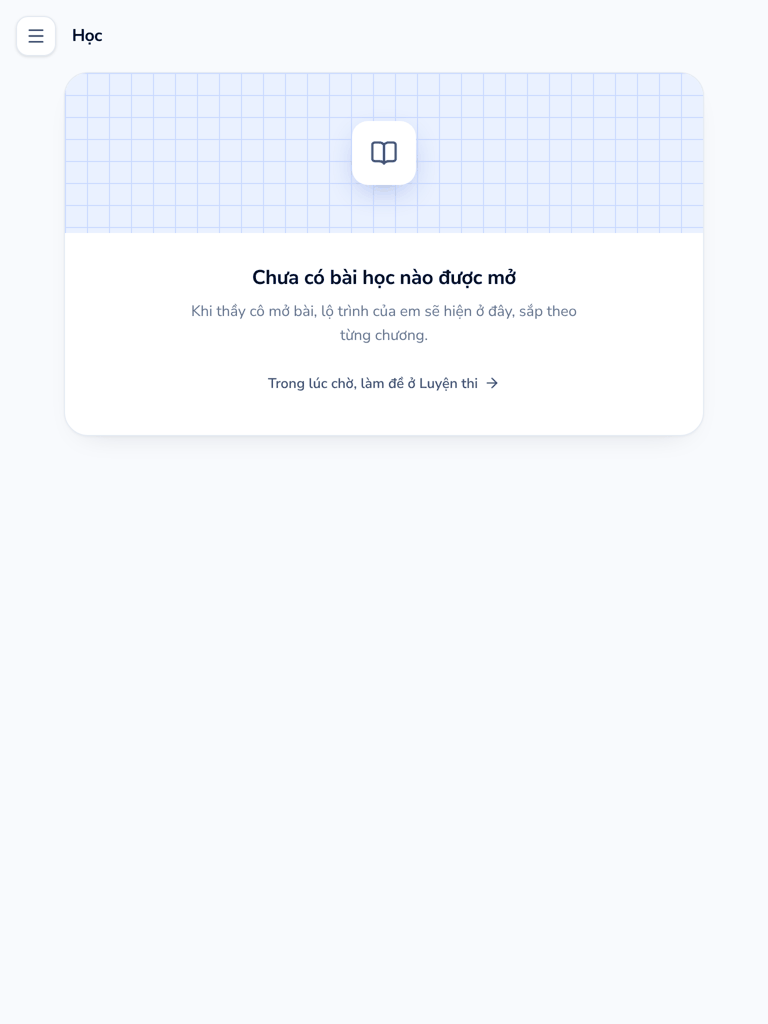 Học
Chưa có bài học nào được mở
Khi thầy cô mở bài, lộ trình của em sẽ hiện ở đây, sắp theo
từng chương.
Trong lúc chờ, làm đề ở Luyện thi →